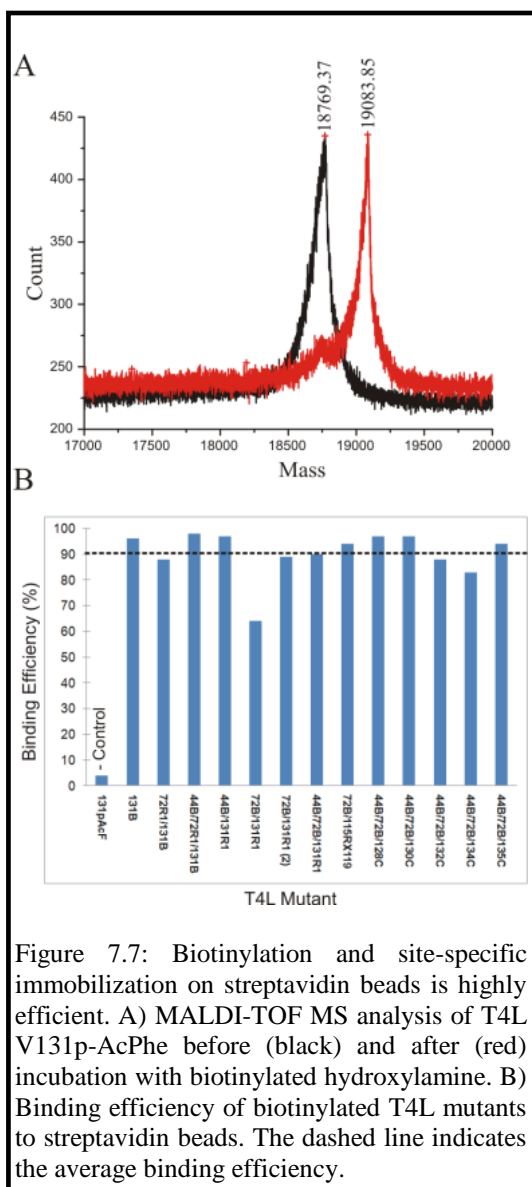 A
18769.37
19083.85
450
400
350
300
250
200
Count
17000 17500 18000 18500 19000 19500 20000
Mass
B
100
90
80
70
60
50
40
30
20
10
0
Binding Efficiency (%)
- Control
131pAcF
131B
72R1/131B
44B/72R1/131B
44B/131R1
72B/131R1
72B/131R1 (2)
44B/72B/131R1
72B/115RX119
44B/72B/128C
44B/72B/130C
44B/72B/132C
44B/72B/134C
44B/72B/135C
T4L Mutant
Figure 7.7: Biotinylation and site-specific
immobilization on streptavidin beads is highly
efficient. A) MALDI-TOF MS analysis of T4L
V131p-AcPhe before (black) and after (red)
incubation with biotinylated hydroxylamine. B)
Binding efficiency of biotinylated T4L mutants
to streptavidin beads. The dashed line indicates
the average binding efficiency.